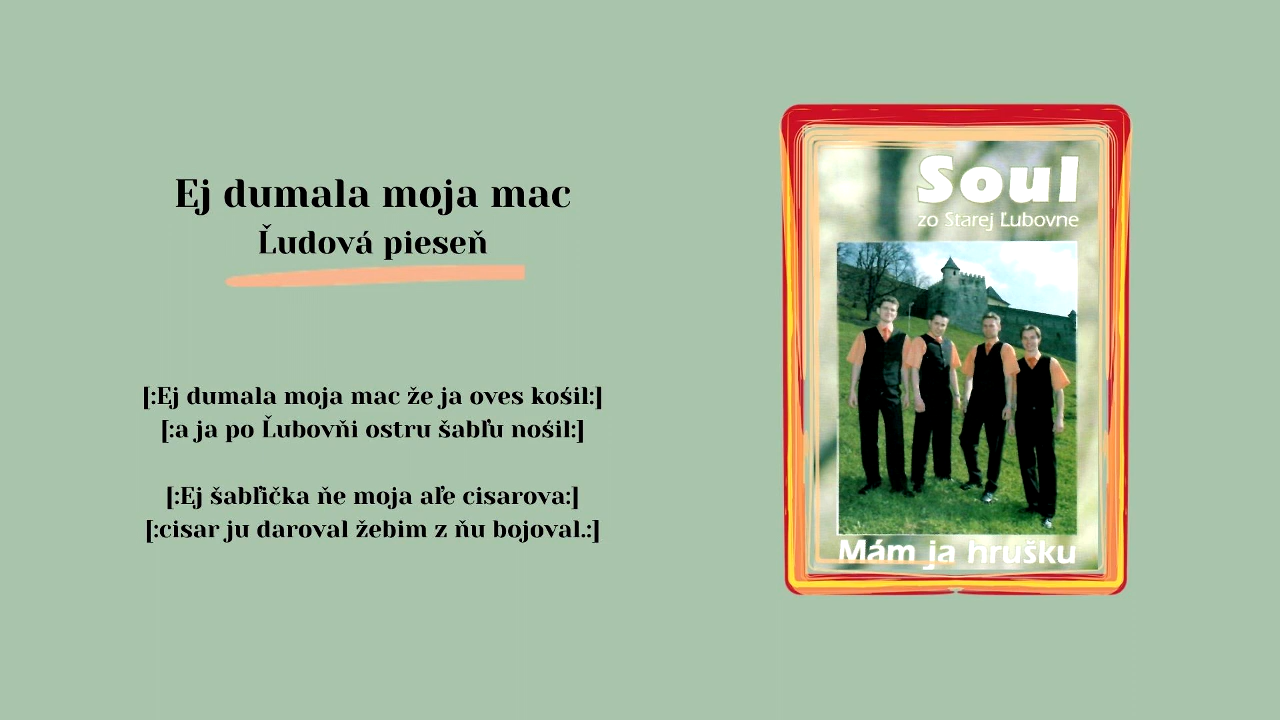 Ej dumala moja mac
Ľudová pieseň
[:Ej dumala moja mac že ja oves kośil:]
[:a ja po Ľubovňi ostru šabľu nośil:]
[:Ej šabľička ňe moja aľe cisarova:]
[:cisar ju daroval žebim z ňu bojoval.:]
Soul
zo Starej Ľubovne
Mám ja hrušku